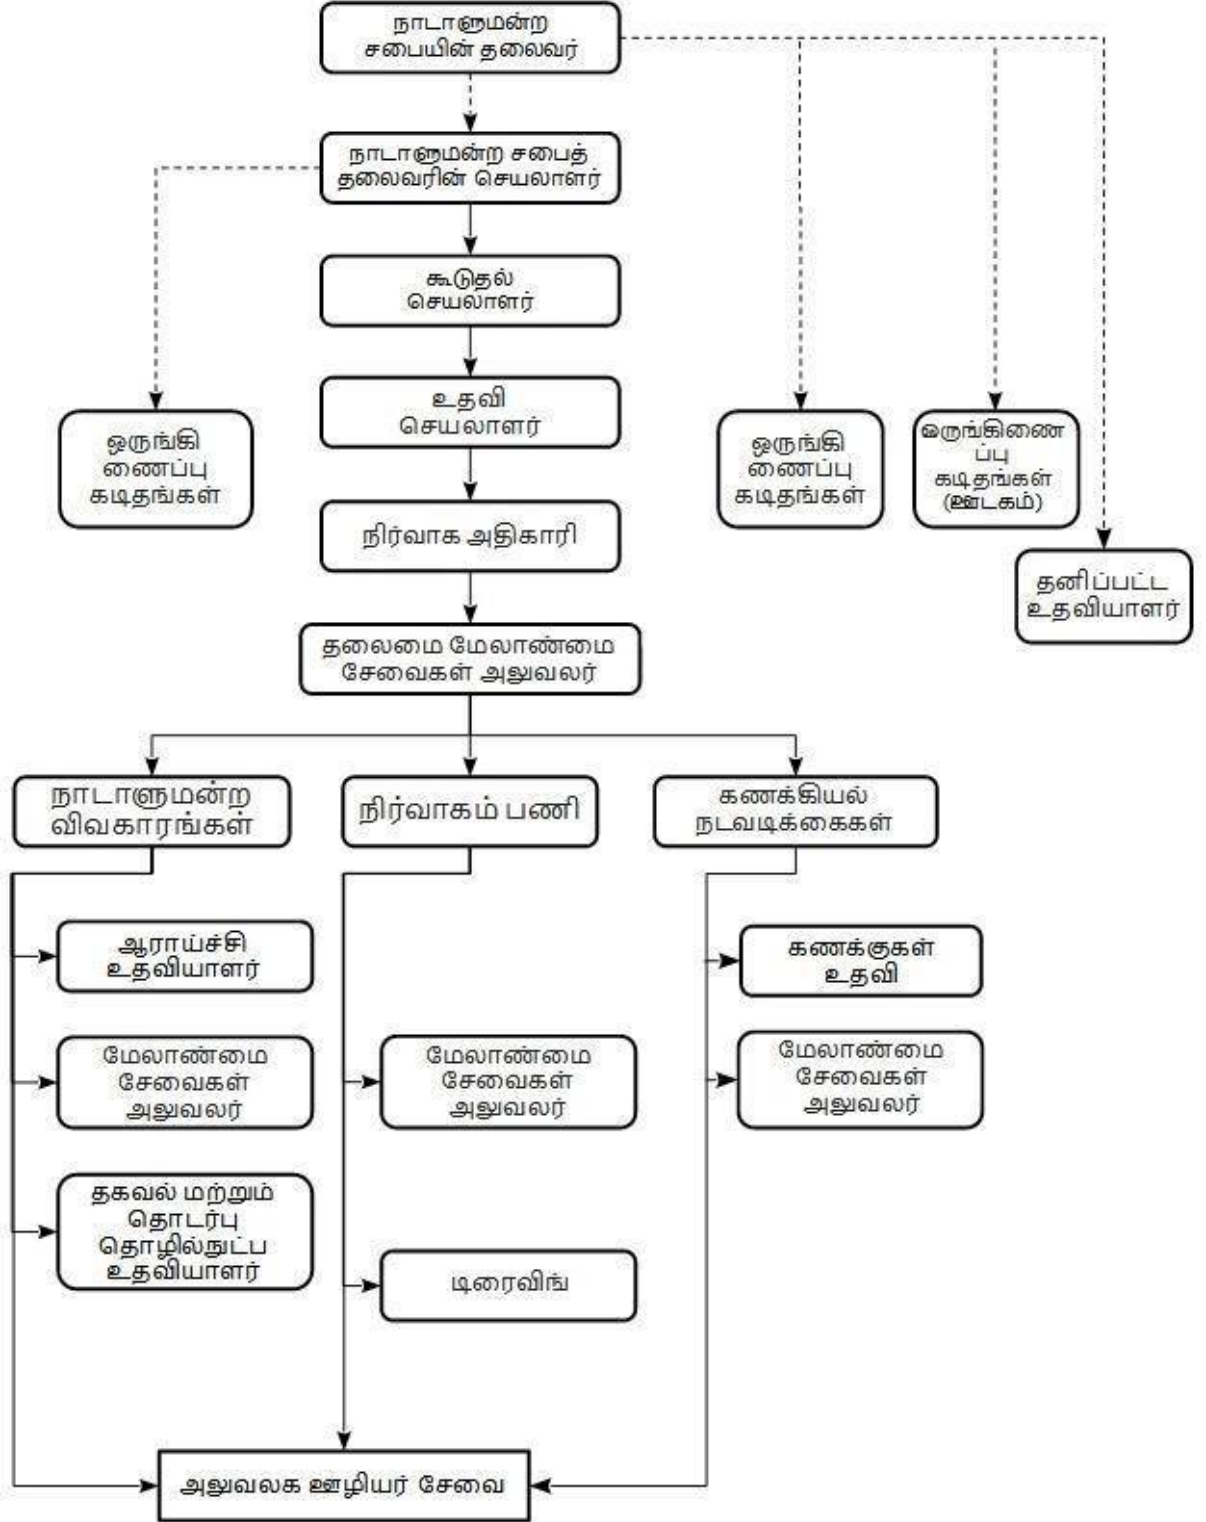 நாடாளுமன்ற
சபையின் தலைவர்
நாடாளுமன்ற சபைத்
தலைவரின் செயலாளர்
கூடுதல்
செயலாளர்
உதவி
செயலாளர்
ஒருங்கி
ணைப்பு
கடிதங்கள்
ஒருங்கி
ணைப்பு
கடிதங்கள்
ஒருங்கிணை
ப்பு
கடிதங்கள்
(ஊடகம்)
நிர்வாக அதிகாரி
தனிப்பட்ட
உதவியாளர்
தலைமை மேலாண்மை
சேவைகள் அலுவலர்
நாடாளுமன்ற
விவகாரங்கள்
நிர்வாகம் பணி
கணக்கியல்
நடவடிக்கைகள்
ஆராய்ச்சி
உதவியாளர்
கணக்குகள்
உதவி
மேலாண்மை
சேவைகள்
அலுவலர்
மேலாண்மை
சேவைகள்
அலுவலர்
மேலாண்மை
சேவைகள்
அலுவலர்
தகவல் மற்றும்
தொடர்பு
தொழில்நுட்ப
உதவியாளர்
டிரைவிங்
அலுவலக ஊழியர் சேவை